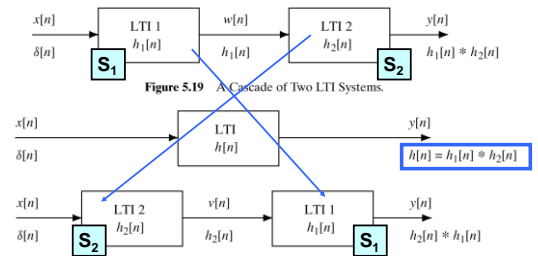 x[n] LTI 1 w[n] LTI 2 y[n]
δ[n] h₁[n] h₁[n] h₂[n] h₁[n] * h₂[n]
S₁ S₂
Figure 5.19 A Cascade of Two LTI Systems.
x[n] LTI y[n]
δ[n] h[n] h[n] = h₁[n] * h₂[n]
x[n] LTI 2 v[n] LTI 1 y[n]
δ[n] h₂[n] h₂[n] h₁[n] h₂[n] * h₁[n]
S₂ S₁